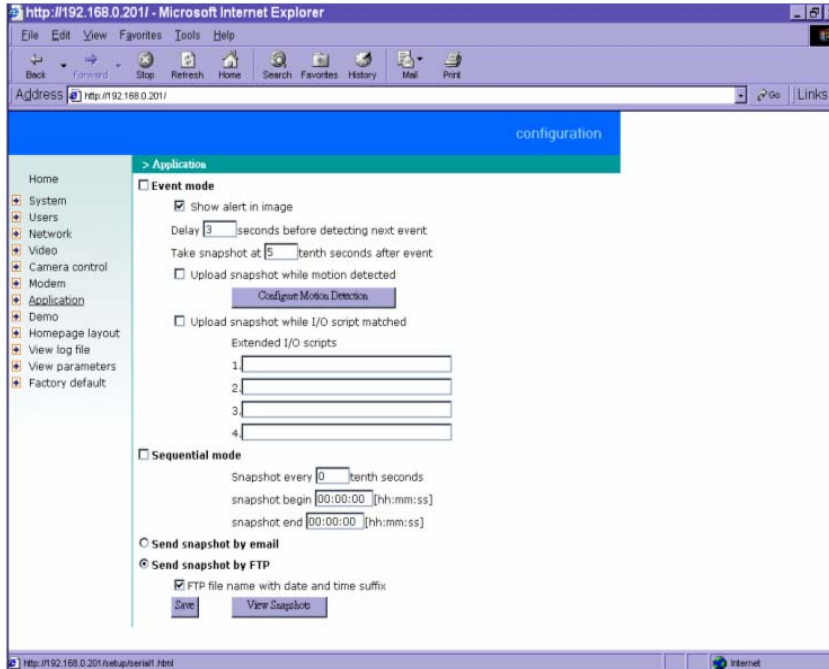 http://192.168.0.201/ - Microsoft Internet Explorer
File Edit View Favorites Tools Help
Back Forward Stop Refresh Home Search Favorites History Mail Print
Address http://192.168.0.201/ Go Links
configuration
> Application
Home
System
Users
Network
Video
Camera control
Modem
Application
Demo
Homepage layout
View log file
View parameters
Factory default
Event mode
Show alert in image
Delay 3 seconds before detecting next event
Take snapshot at 5 tenth seconds after event
Upload snapshot while motion detected
Configure Motion Detection
Upload snapshot while I/O script matched
Extended I/O scripts
1.
2.
3.
4.
Sequential mode
Snapshot every 0 tenth seconds
snapshot begin 00:00:00 [hh:mm:ss]
snapshot end 00:00:00 [hh:mm:ss]
Send snapshot by email
Send snapshot by FTP
FTP file name with date and time suffix
Save View Snapshots
http://192.168.0.201/setup/serial1.html Internet